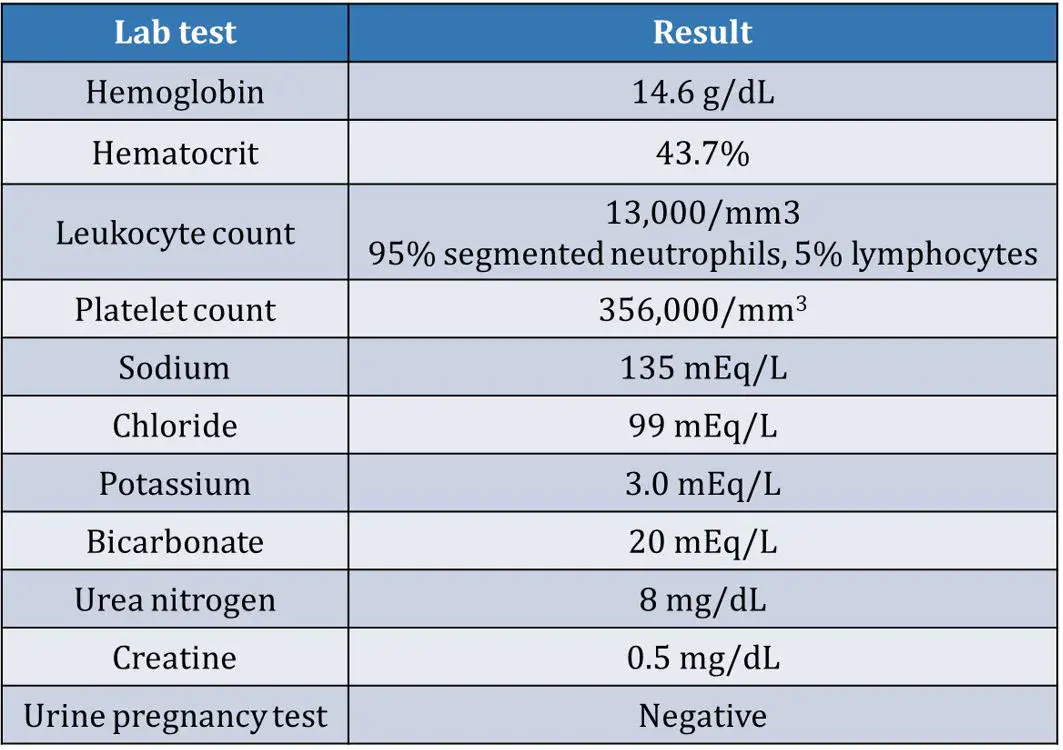 Lab test Result
Hemoglobin 14.6 g/dL
Hematocrit 43.7%
Leukocyte count 13,000/mm3
95% segmented neutrophils, 5% lymphocytes
Platelet count 356,000/mm³
Sodium 135 mEq/L
Chloride 99 mEq/L
Potassium 3.0 mEq/L
Bicarbonate 20 mEq/L
Urea nitrogen 8 mg/dL
Creatine 0.5 mg/dL
Urine pregnancy test Negative